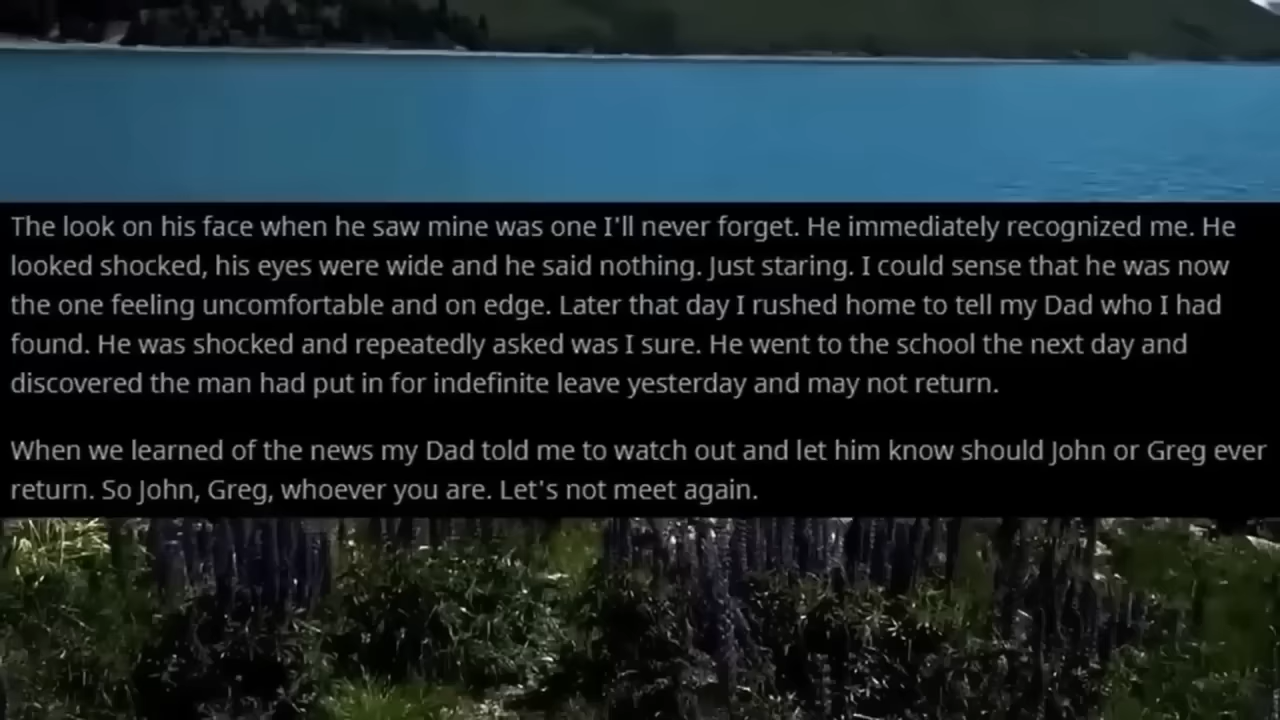 The look on his face when he saw mine was one I'll never forget. He immediately recognized me. He
looked shocked, his eyes were wide and he said nothing. Just staring. I could sense that he was now
the one feeling uncomfortable and on edge. Later that day I rushed home to tell my Dad who I had
found. He was shocked and repeatedly asked was I sure. He went to the school the next day and
discovered the man had put in for indefinite leave yesterday and may not return.
When we learned of the news my Dad told me to watch out and let him know should John or Greg ever
return. So John, Greg, whoever you are. Let's not meet again.